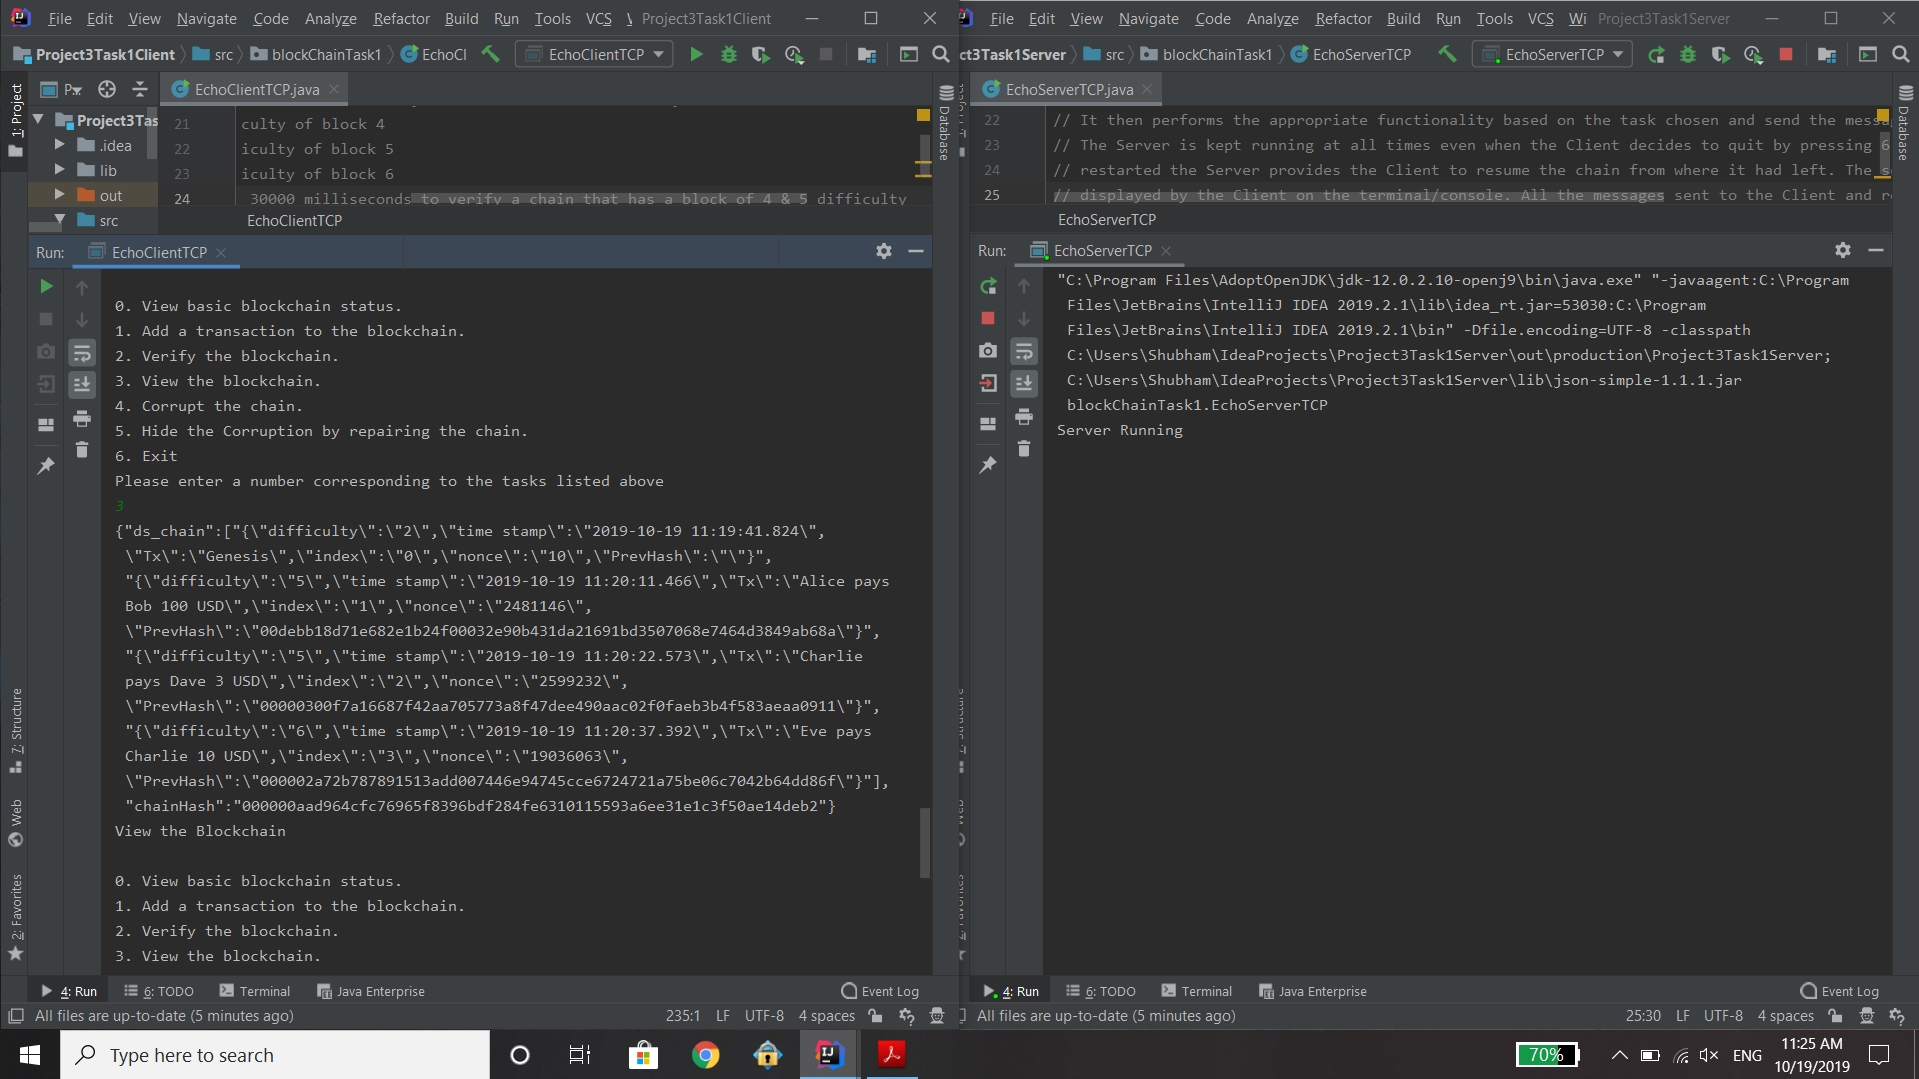 File Edit View Navigate Code Analyze Refactor Build Run Tools VCS Project3Task1Client
Project3Task1Client src blockChainTask1 EchoCl EchoClientTCP
1: Project
EchoClientTCP.java
Project3Tas
.idea
lib
out
src
21 culty of block 4
22 iculty of block 5
23 iculty of block 6
24 30000 milliseconds to verify a chain that has a block of 4 & 5 difficulty
EchoClientTCP
Database
Run: EchoClientTCP
0. View basic blockchain status.
1. Add a transaction to the blockchain.
2. Verify the blockchain.
3. View the blockchain.
4. Corrupt the chain.
5. Hide the Corruption by repairing the chain.
6. Exit
Please enter a number corresponding to the tasks listed above
3
{"ds_chain":["{\"difficulty\":\"2\",\"time stamp\":\"2019-10-19 11:19:41.824\",
\"Tx\":\"Genesis\",\"index\":\"0\",\"nonce\":\"10\",\"PrevHash\":\"\"}",
"{\"difficulty\":\"5\",\"time stamp\":\"2019-10-19 11:20:11.466\",\"Tx\":\"Alice pays
Bob 100 USD\",\"index\":\"1\",\"nonce\":\"2481146\",
\"PrevHash\":\"00debb18d71e682e1b24f00032e90b431da21691bd3507068e7464d3849ab68a\"}",
"{\"difficulty\":\"5\",\"time stamp\":\"2019-10-19 11:20:22.573\",\"Tx\":\"Charlie
pays Dave 3 USD\",\"index\":\"2\",\"nonce\":\"2599232\",
\"PrevHash\":\"00000300f7a16687f42aa705773a8f47dee490aac02f0faeb3b4f583aeaa0911\"}",
"{\"difficulty\":\"6\",\"time stamp\":\"2019-10-19 11:20:37.392\",\"Tx\":\"Eve pays
Charlie 10 USD\",\"index\":\"3\",\"nonce\":\"19036063\",
\"PrevHash\":\"000002a72b787891513add007446e94745cce6724721a75be06c7042b64dd86f\"}"],
"chainHash":"000000aad964cfc76965f8396bdf284fe6310115593a6ee31e1c3f50ae14deb2"}
View the Blockchain
0. View basic blockchain status.
1. Add a transaction to the blockchain.
2. Verify the blockchain.
3. View the blockchain.
7: Structure
Web
2: Favorites
4: Run 6: TODO Terminal Java Enterprise Event Log
All files are up-to-date (5 minutes ago) 235:1 LF UTF-8 4 spaces
File Edit View Navigate Code Analyze Refactor Build Run Tools VCS Wi Project3Task1Server
ct3Task1Server src blockChainTask1 EchoServerTCP EchoServerTCP
EchoServerTCP.java
22 // It then performs the appropriate functionality based on the task chosen and send the messa
23 // The Server is kept running at all times even when the Client decides to quit by pressing 6
24 // restarted the Server provides the Client to resume the chain from where it had left. The s
25 // displayed by the Client on the terminal/console. All the messages sent to the Client and r
EchoServerTCP
Database
Run: EchoServerTCP
"C:\Program Files\AdoptOpenJDK\jdk-12.0.2.10-openj9\bin\java.exe" "-javaagent:C:\Program
Files\JetBrains\IntelliJ IDEA 2019.2.1\lib\idea_rt.jar=53030:C:\Program
Files\JetBrains\IntelliJ IDEA 2019.2.1\bin" -Dfile.encoding=UTF-8 -classpath
C:\Users\Shubham\IdeaProjects\Project3Task1Server\out\production\Project3Task1Server;
C:\Users\Shubham\IdeaProjects\Project3Task1Server\lib\json-simple-1.1.1.jar
blockChainTask1.EchoServerTCP
Server Running
4: Run 6: TODO Terminal Java Enterprise Event Log
All files are up-to-date (5 minutes ago) 25:30 LF UTF-8 4 spaces
Type here to search
70% ENG
11:25 AM
10/19/2019